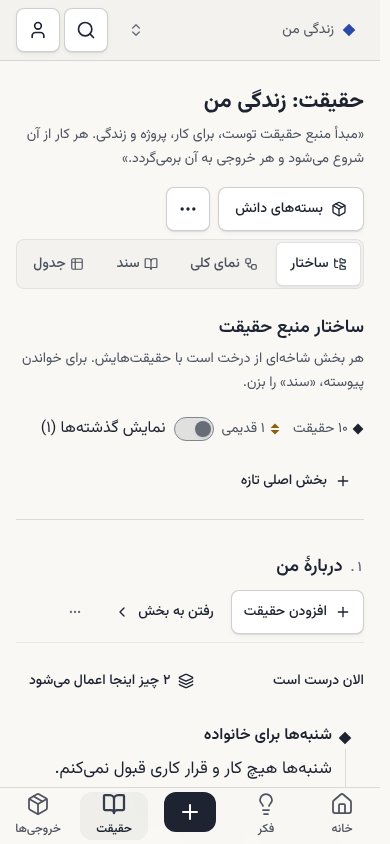 زندگی من
حقیقت: زندگی من
«مبدأ منبع حقیقت توست، برای کار، پروژه و زندگی. هر کار از آن
شروع می‌شود و هر خروجی به آن برمی‌گردد.»
بسته‌های دانش
ساختار نمای کلی سند جدول
ساختار منبع حقیقت
هر بخش شاخه‌ای از درخت است با حقیقت‌هایش. برای خواندن
پیوسته، «سند» را بزن.
۱۰ حقیقت ۱ قدیمی نمایش گذشته‌ها (۱)
بخش اصلی تازه
۱. دربارهٔ من
افزودن حقیقت رفتن به بخش
الان درست است ۲ چیز اینجا اعمال می‌شود
شنبه‌ها برای خانواده
شنبه‌ها هیچ کار و قرار کاری قبول نمی‌کنم.
خانه فکر حقیقت خروجی‌ها